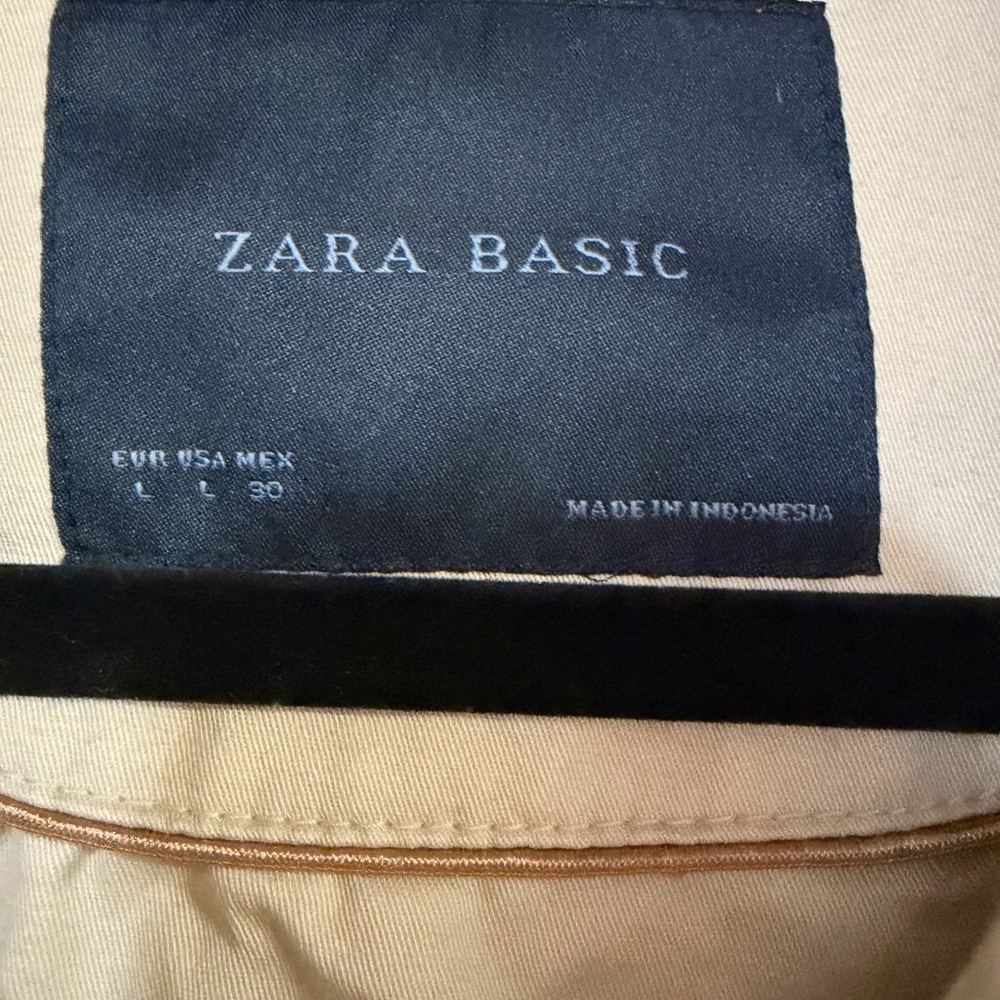 ZARA BASIC
EUR USA MEX
L L 30
MADE IN INDONESIA